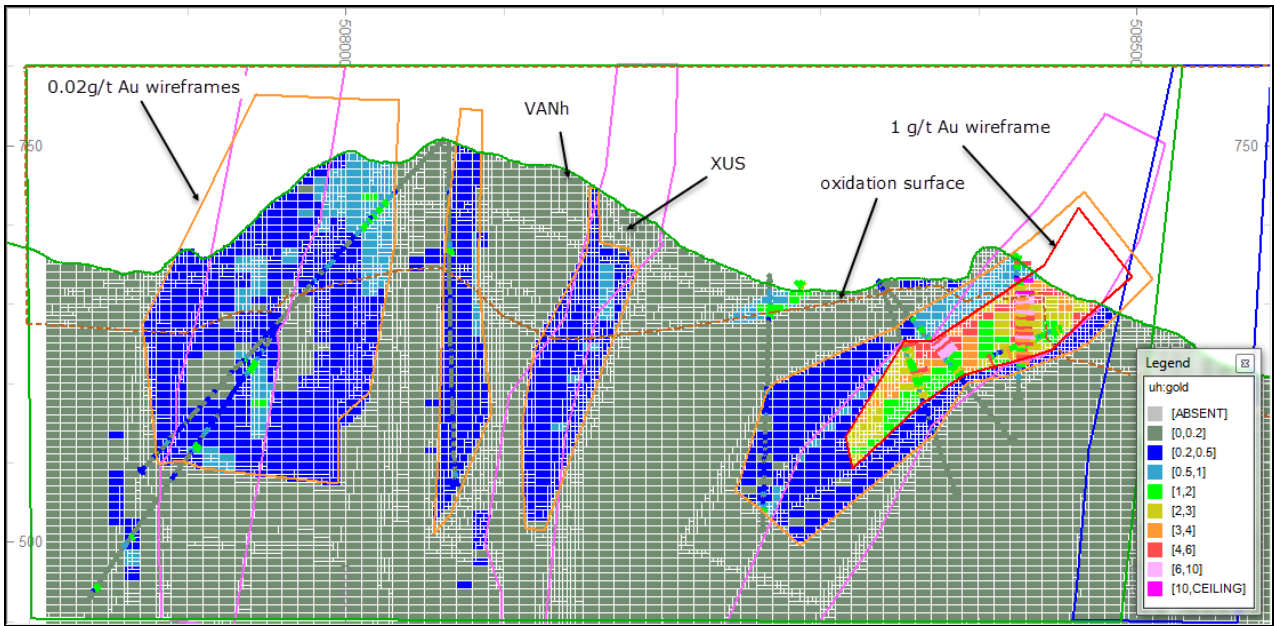 508000
508500
0.02g/t Au wireframes
VANh
1 g/t Au wireframe
750
750
XUS
oxidation surface
500
Legend
uh:gold
[ABSENT]
[0,0.2]
[0.2,0.5]
[0.5,1]
[1,2]
[2,3]
[3,4]
[4,6]
[6,10]
[10,CEILING]